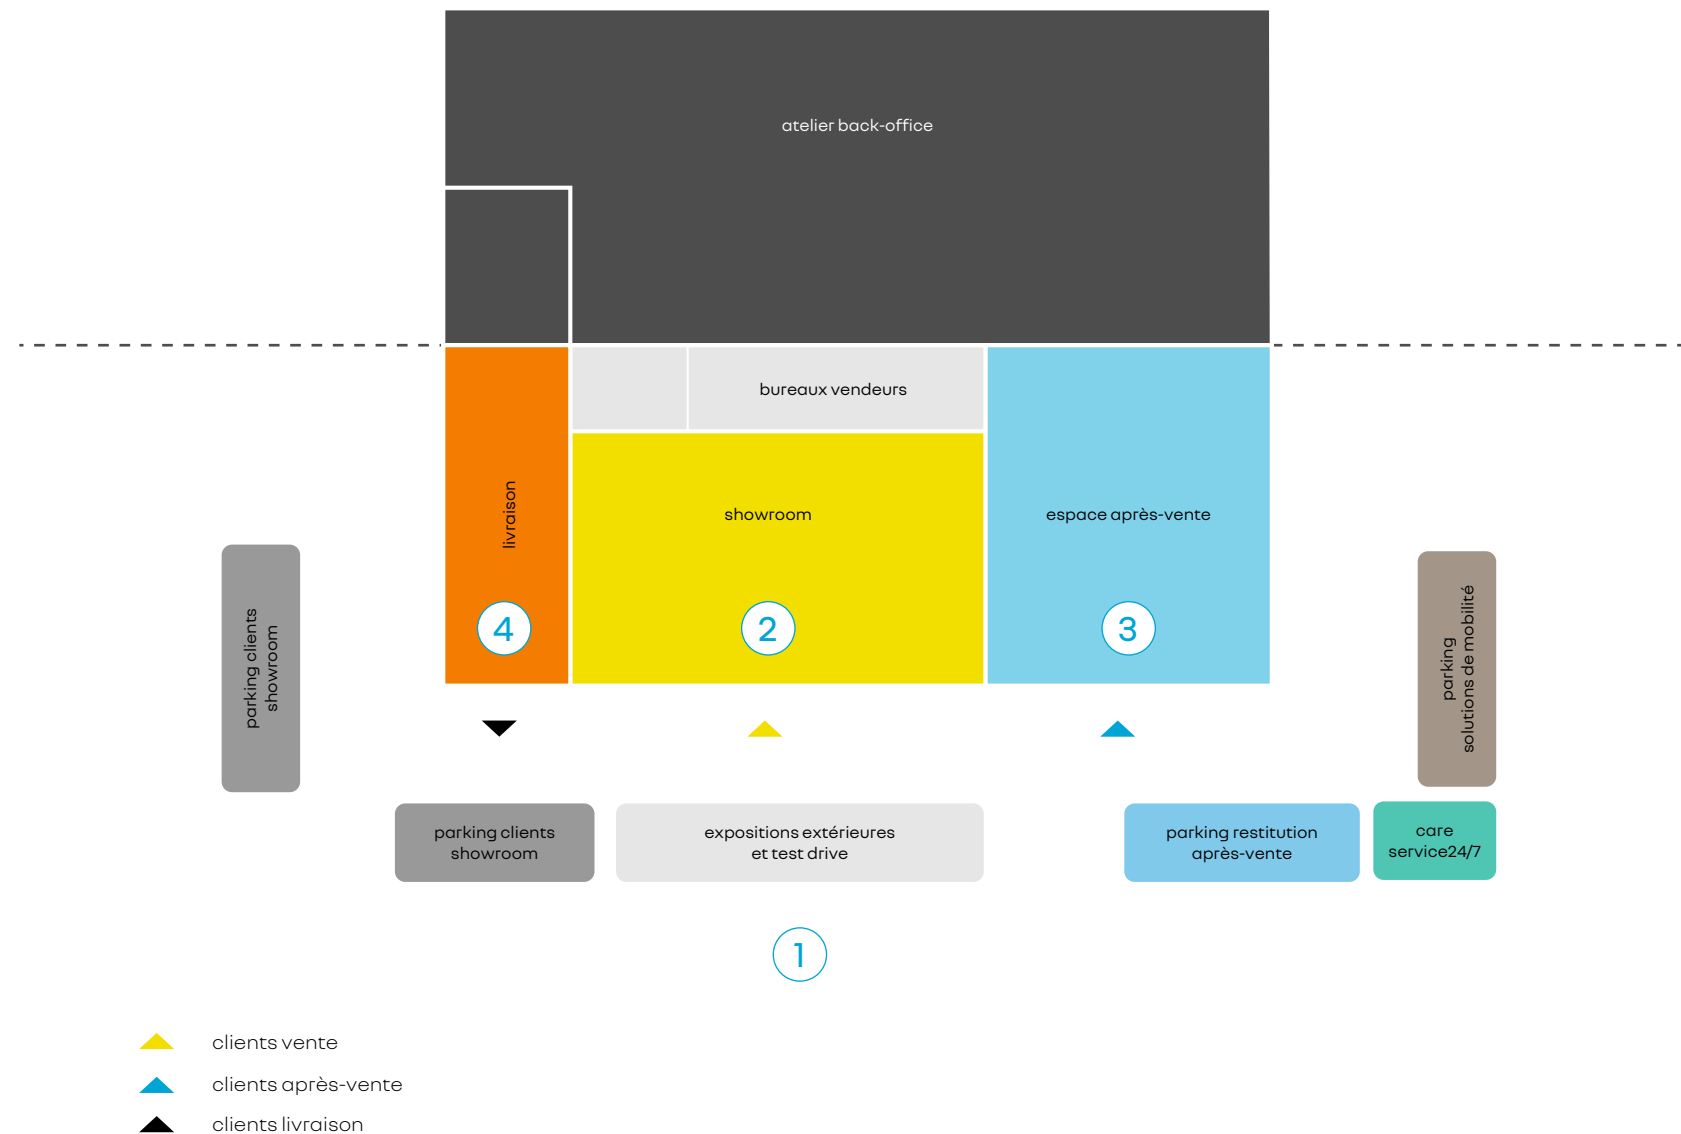 atelier back-office
bureaux vendeurs
livraison
showroom
espace après-vente
4
2
3
parking clients
showroom
parking
solutions de mobilité
parking clients
showroom
expositions extérieures
et test drive
parking restitution
après-vente
care
service24/7
1
clients vente
clients après-vente
clients livraison